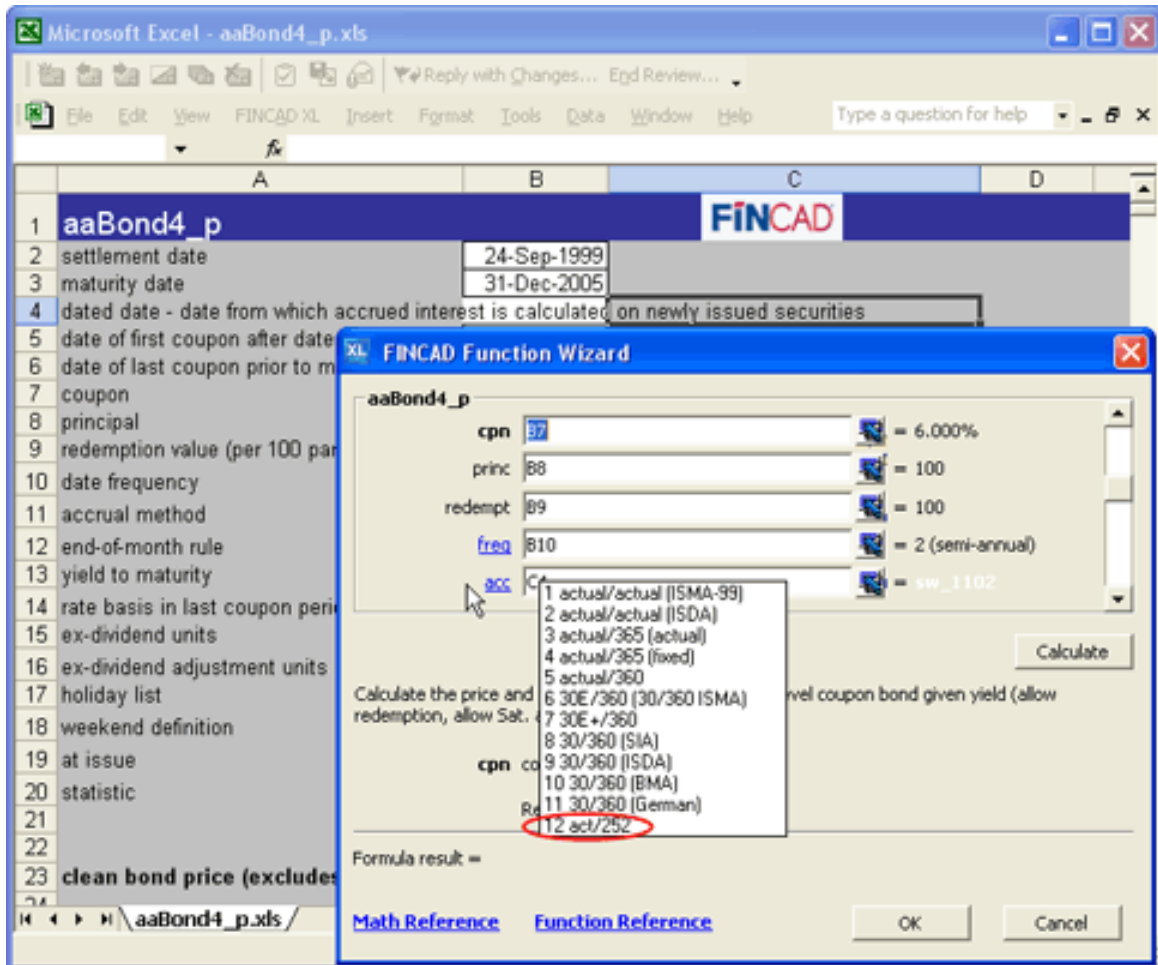 Microsoft Excel - aaBond4_p.xls
Reply with Changes... End Review...
File Edit View FINCAD XL Insert Format Tools Data Window Help Type a question for help
fx
A B C D
1 aaBond4_p FINCAD
2 settlement date 24-Sep-1999
3 maturity date 31-Dec-2005
4 dated date - date from which accrued interest is calculated on newly issued securities
5 date of first coupon after date
6 date of last coupon prior to m
7 coupon
8 principal
9 redemption value (per 100 par
10 date frequency
11 accrual method
12 end-of-month rule
13 yield to maturity
14 rate basis in last coupon peri
15 ex-dividend units
16 ex-dividend adjustment units
17 holiday list
18 weekend definition
19 at issue
20 statistic
21
22
23 clean bond price (excludes
24
aaBond4_p.xls
XL FINCAD Function Wizard
aaBond4_p
cpn B7 = 6.000%
princ B8 = 100
redempt B9 = 100
freq B10 = 2 (semi-annual)
acc C4 = sw_1102
1 actual/actual (ISMA-99)
2 actual/actual (ISDA)
3 actual/365 (actual)
4 actual/365 (fixed)
5 actual/360
6 30E/360 (30/360 ISMA)
7 30E+/360
8 30/360 (SIA)
9 30/360 (ISDA)
10 30/360 (BMA)
11 30/360 (German)
12 act/252
Calculate
Calculate the price and vel coupon bond given yield (allow
redemption, allow Sat.
cpn co
Re
Formula result =
Math Reference Function Reference OK Cancel